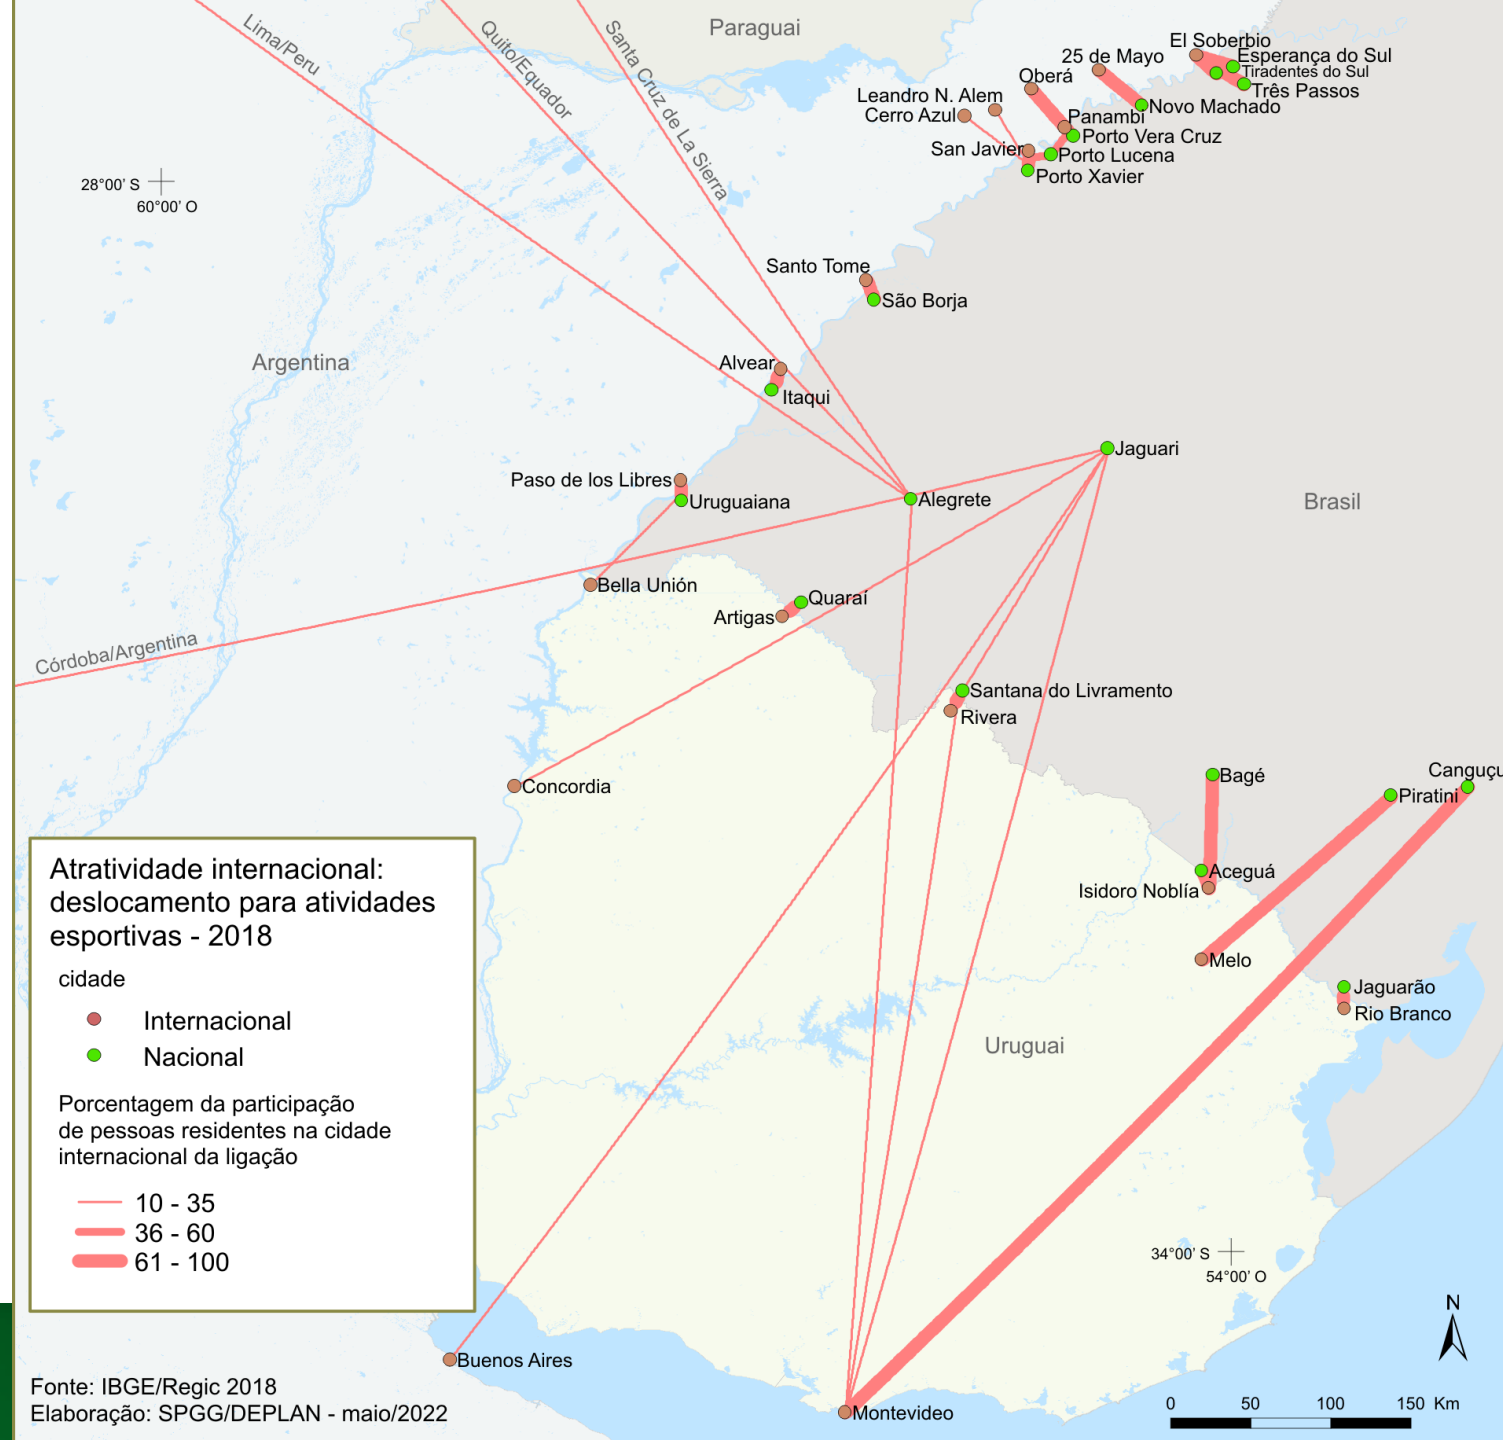 Lima/Peru
Quito/Equador
Santa Cruz de La Sierra
Paraguai
El Soberbio
Esperança do Sul
25 de Mayo
Tiradentes do Sul
Oberá
Três Passos
Leandro N. Alem
Novo Machado
Cerro Azul
Panambí
Porto Vera Cruz
San Javier
Porto Lucena
Porto Xavier
28°00' S
60°00' O
Santo Tome
São Borja
Argentina
Alvear
Itaqui
Jaguari
Paso de los Libres
Uruguaiana
Alegrete
Brasil
Bella Unión
Quaraí
Artigas
Córdoba/Argentina
Santana do Livramento
Rivera
Concordia
Bagé
Canguçu
Piratini
Aceguá
Isidoro Noblía
Melo
Jaguarão
Rio Branco
Uruguai
Atratividade internacional:
deslocamento para atividades
esportivas - 2018
cidade
Internacional
Nacional
Porcentagem da participação
de pessoas residentes na cidade
internacional da ligação
10 - 35
36 - 60
61 - 100
34°00' S
54°00' O
N
Buenos Aires
Montevideo
Fonte: IBGE/Regic 2018
Elaboração: SPGG/DEPLAN - maio/2022
0 50 100 150 Km